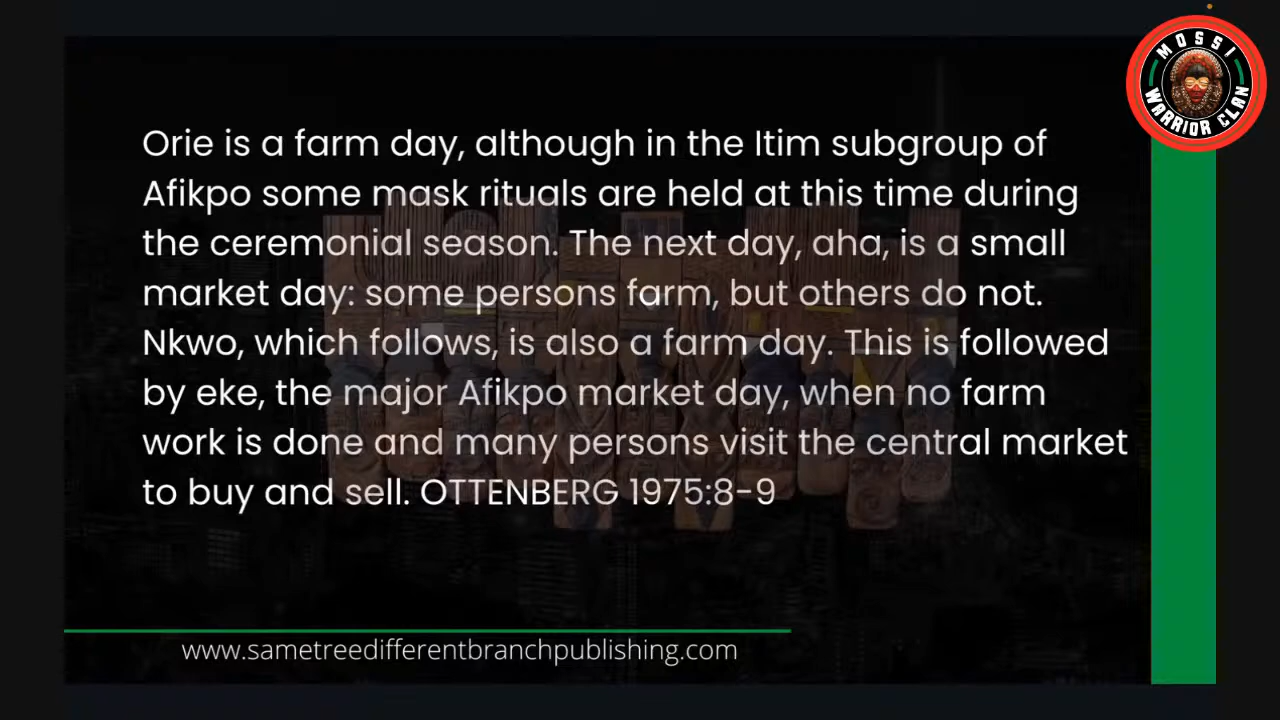 MOSSI
WARRIOR CLAN
Orie is a farm day, although in the Itim subgroup of
Afikpo some mask rituals are held at this time during
the ceremonial season. The next day, aha, is a small
market day: some persons farm, but others do not.
Nkwo, which follows, is also a farm day. This is followed
by eke, the major Afikpo market day, when no farm
work is done and many persons visit the central market
to buy and sell. OTTENBERG 1975:8-9
www.sametreedifferentbranchpublishing.com